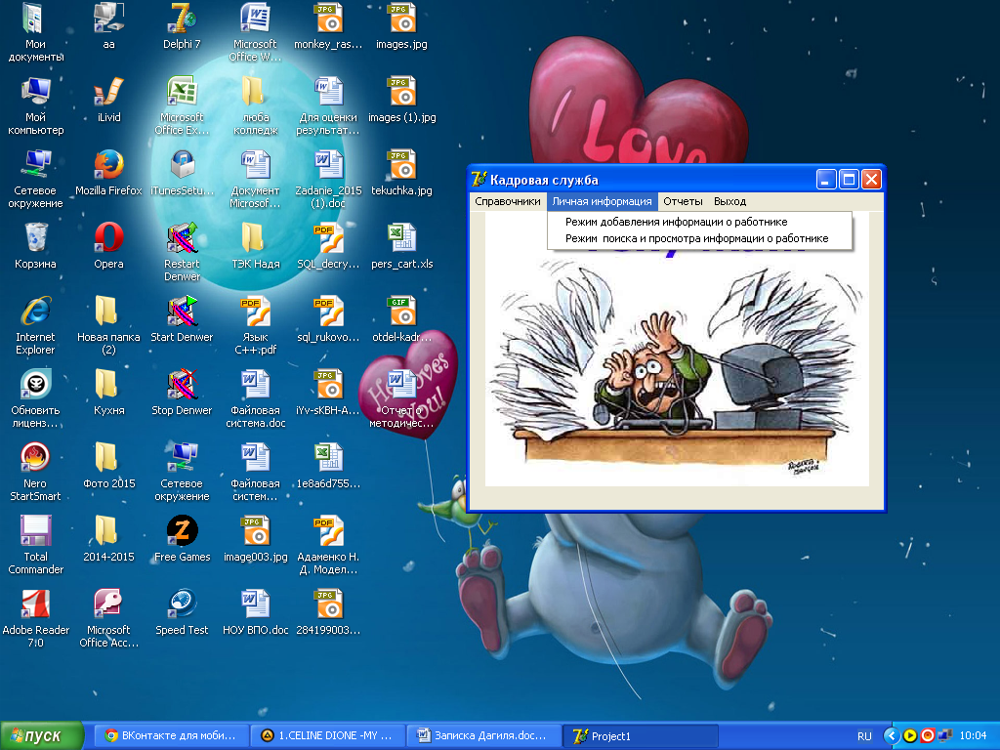 Мои
документы
aa
Delphi 7
Microsoft
Office W...
monkey_ras...
images.jpg
Мой
компьютер
iLivid
Microsoft
Office Ex...
люба
колледж
Для оценки
результат...
images (1).jpg
Сетевое
окружение
Mozilla Firefox
iTunesSetu...
Документ
Microsof...
Zadanie_2015
(1).doc
tekuchka.jpg
Корзина
Opera
Restart
Denwer
ТЭК Надя
SQL_decry...
pers_cart.xls
Internet
Explorer
Новая папка
(2)
Start Denwer
Язык
C++.pdf
sql_rukovo...
otdel-kadr...
Обновить
лиценз...
Кухня
Stop Denwer
Файловая
система.doc
iYv-sKBH-A...
Отчет о
методичес...
Nero
StartSmart
Фото 2015
Сетевое
окружение
Файловая
систем...
1e8a6d755...
Total
Commander
2014-2015
Free Games
image003.jpg
Адаменко Н.
Д. Модел...
Adobe Reader
7.0
Microsoft
Office Acc...
Speed Test
НОУ ВПО.doc
284199003...
I Love
He loves
You!
Кадровая служба
Справочники Личная информация Отчеты Выход
Режим добавления информации о работнике
Режим поиска и просмотра информации о работнике
пуск
ВКонтакте для моби...
1.CELINE DIONE -MY ...
Записка Дагиля.doc...
Project1
RU
10:04